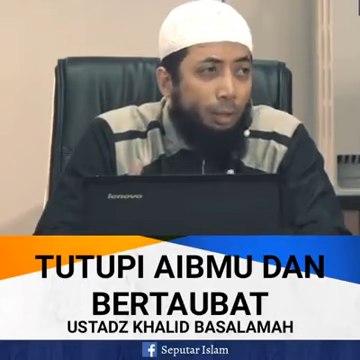 lenovo
TUTUPI AIBMU DAN
BERTAUBAT
USTADZ KHALID BASALAMAH
f Seputar Islam